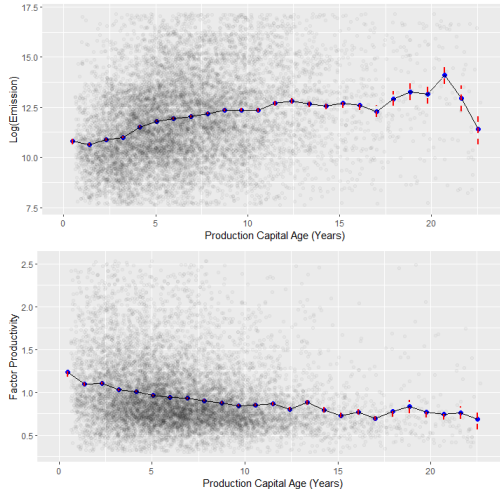 17.5
15.0
12.5
10.0
7.5
Log(Emission)
0 5 10 15 20
Production Capital Age (Years)
2.5
2.0
1.5
1.0
0.5
Factor Productivity
0 5 10 15 20
Production Capital Age (Years)